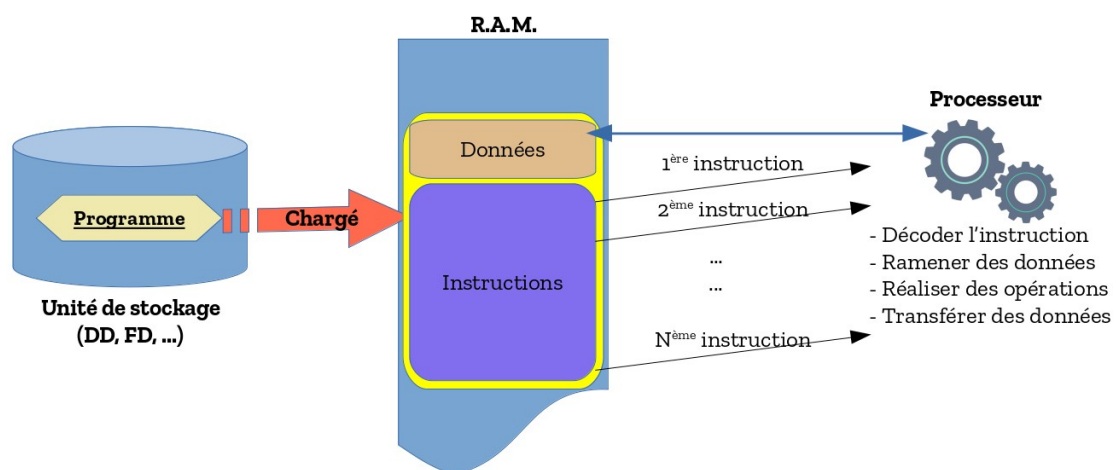 R.A.M.
Programme
Chargé
Unité de stockage
(DD, FD, ...)
Données
Instructions
1ère instruction
2ème instruction
...
...
Nème instruction
Processeur
- Décoder l’instruction
- Ramener des données
- Réaliser des opérations
- Transférer des données